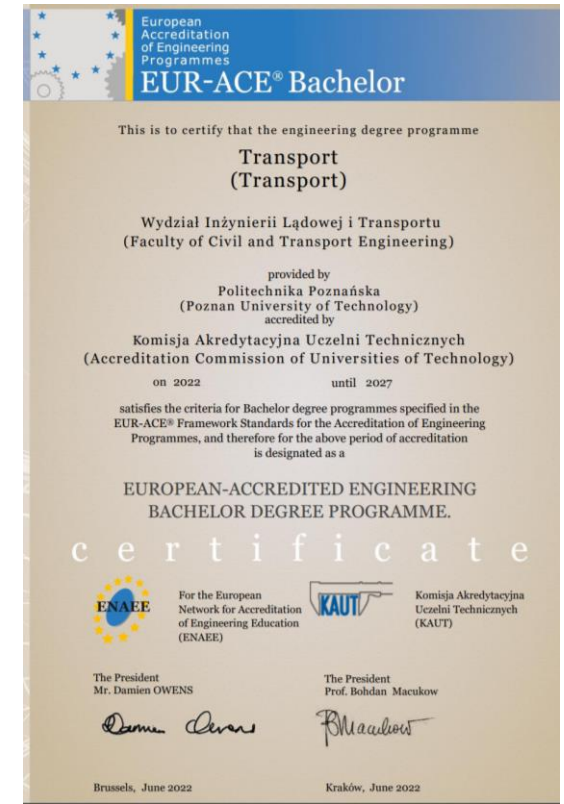 European
Accreditation
of Engineering
Programmes
EUR-ACE® Bachelor
This is to certify that the engineering degree programme
Transport
(Transport)
Wydział Inżynierii Lądowej i Transportu
(Faculty of Civil and Transport Engineering)
provided by
Politechnika Poznańska
(Poznan University of Technology)
accredited by
Komisja Akredytacyjna Uczelni Technicznych
(Accreditation Commission of Universities of Technology)
on 2022 until 2027
satisfies the criteria for Bachelor degree programmes specified in the
EUR-ACE® Framework Standards for the Accreditation of Engineering
Programmes, and therefore for the above period of accreditation
is designated as a
EUROPEAN-ACCREDITED ENGINEERING
BACHELOR DEGREE PROGRAMME.
certificate
ENAEE
For the European
Network for Accreditation
of Engineering Education
(ENAEE)
KAUT
Komisja Akredytacyjna
Uczelni Technicznych
(KAUT)
The President
Mr. Damien OWENS
The President
Prof. Bohdan Macukow
Damien Owens
BMacukow
Brussels, June 2022
Kraków, June 2022